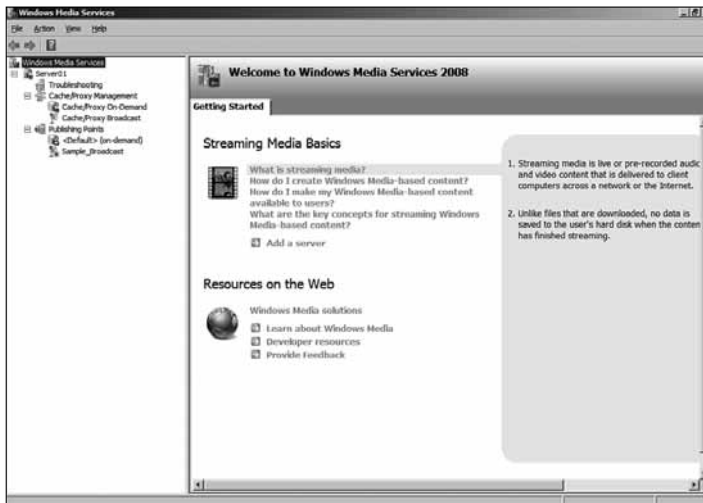 Windows Media Services
File Action View Help
Windows Media Services
Server01
Troubleshooting
Cache/Proxy Management
Cache/Proxy On-Demand
Cache/Proxy Broadcast
Publishing Points
<Default> (on-demand)
Sample_Broadcast
Welcome to Windows Media Services 2008
Getting Started
Streaming Media Basics
What is streaming media?
How do I create Windows Media-based content?
How do I make my Windows Media-based content
available to users?
What are the key concepts for streaming Windows
Media-based content?
Add a server
Resources on the Web
Windows Media solutions
Learn about Windows Media
Developer resources
Provide Feedback
1. Streaming media is live or pre-recorded audio
and video content that is delivered to client
computers across a network or the Internet.
2. Unlike files that are downloaded, no data is
saved to the user's hard disk when the conten
has finished streaming.